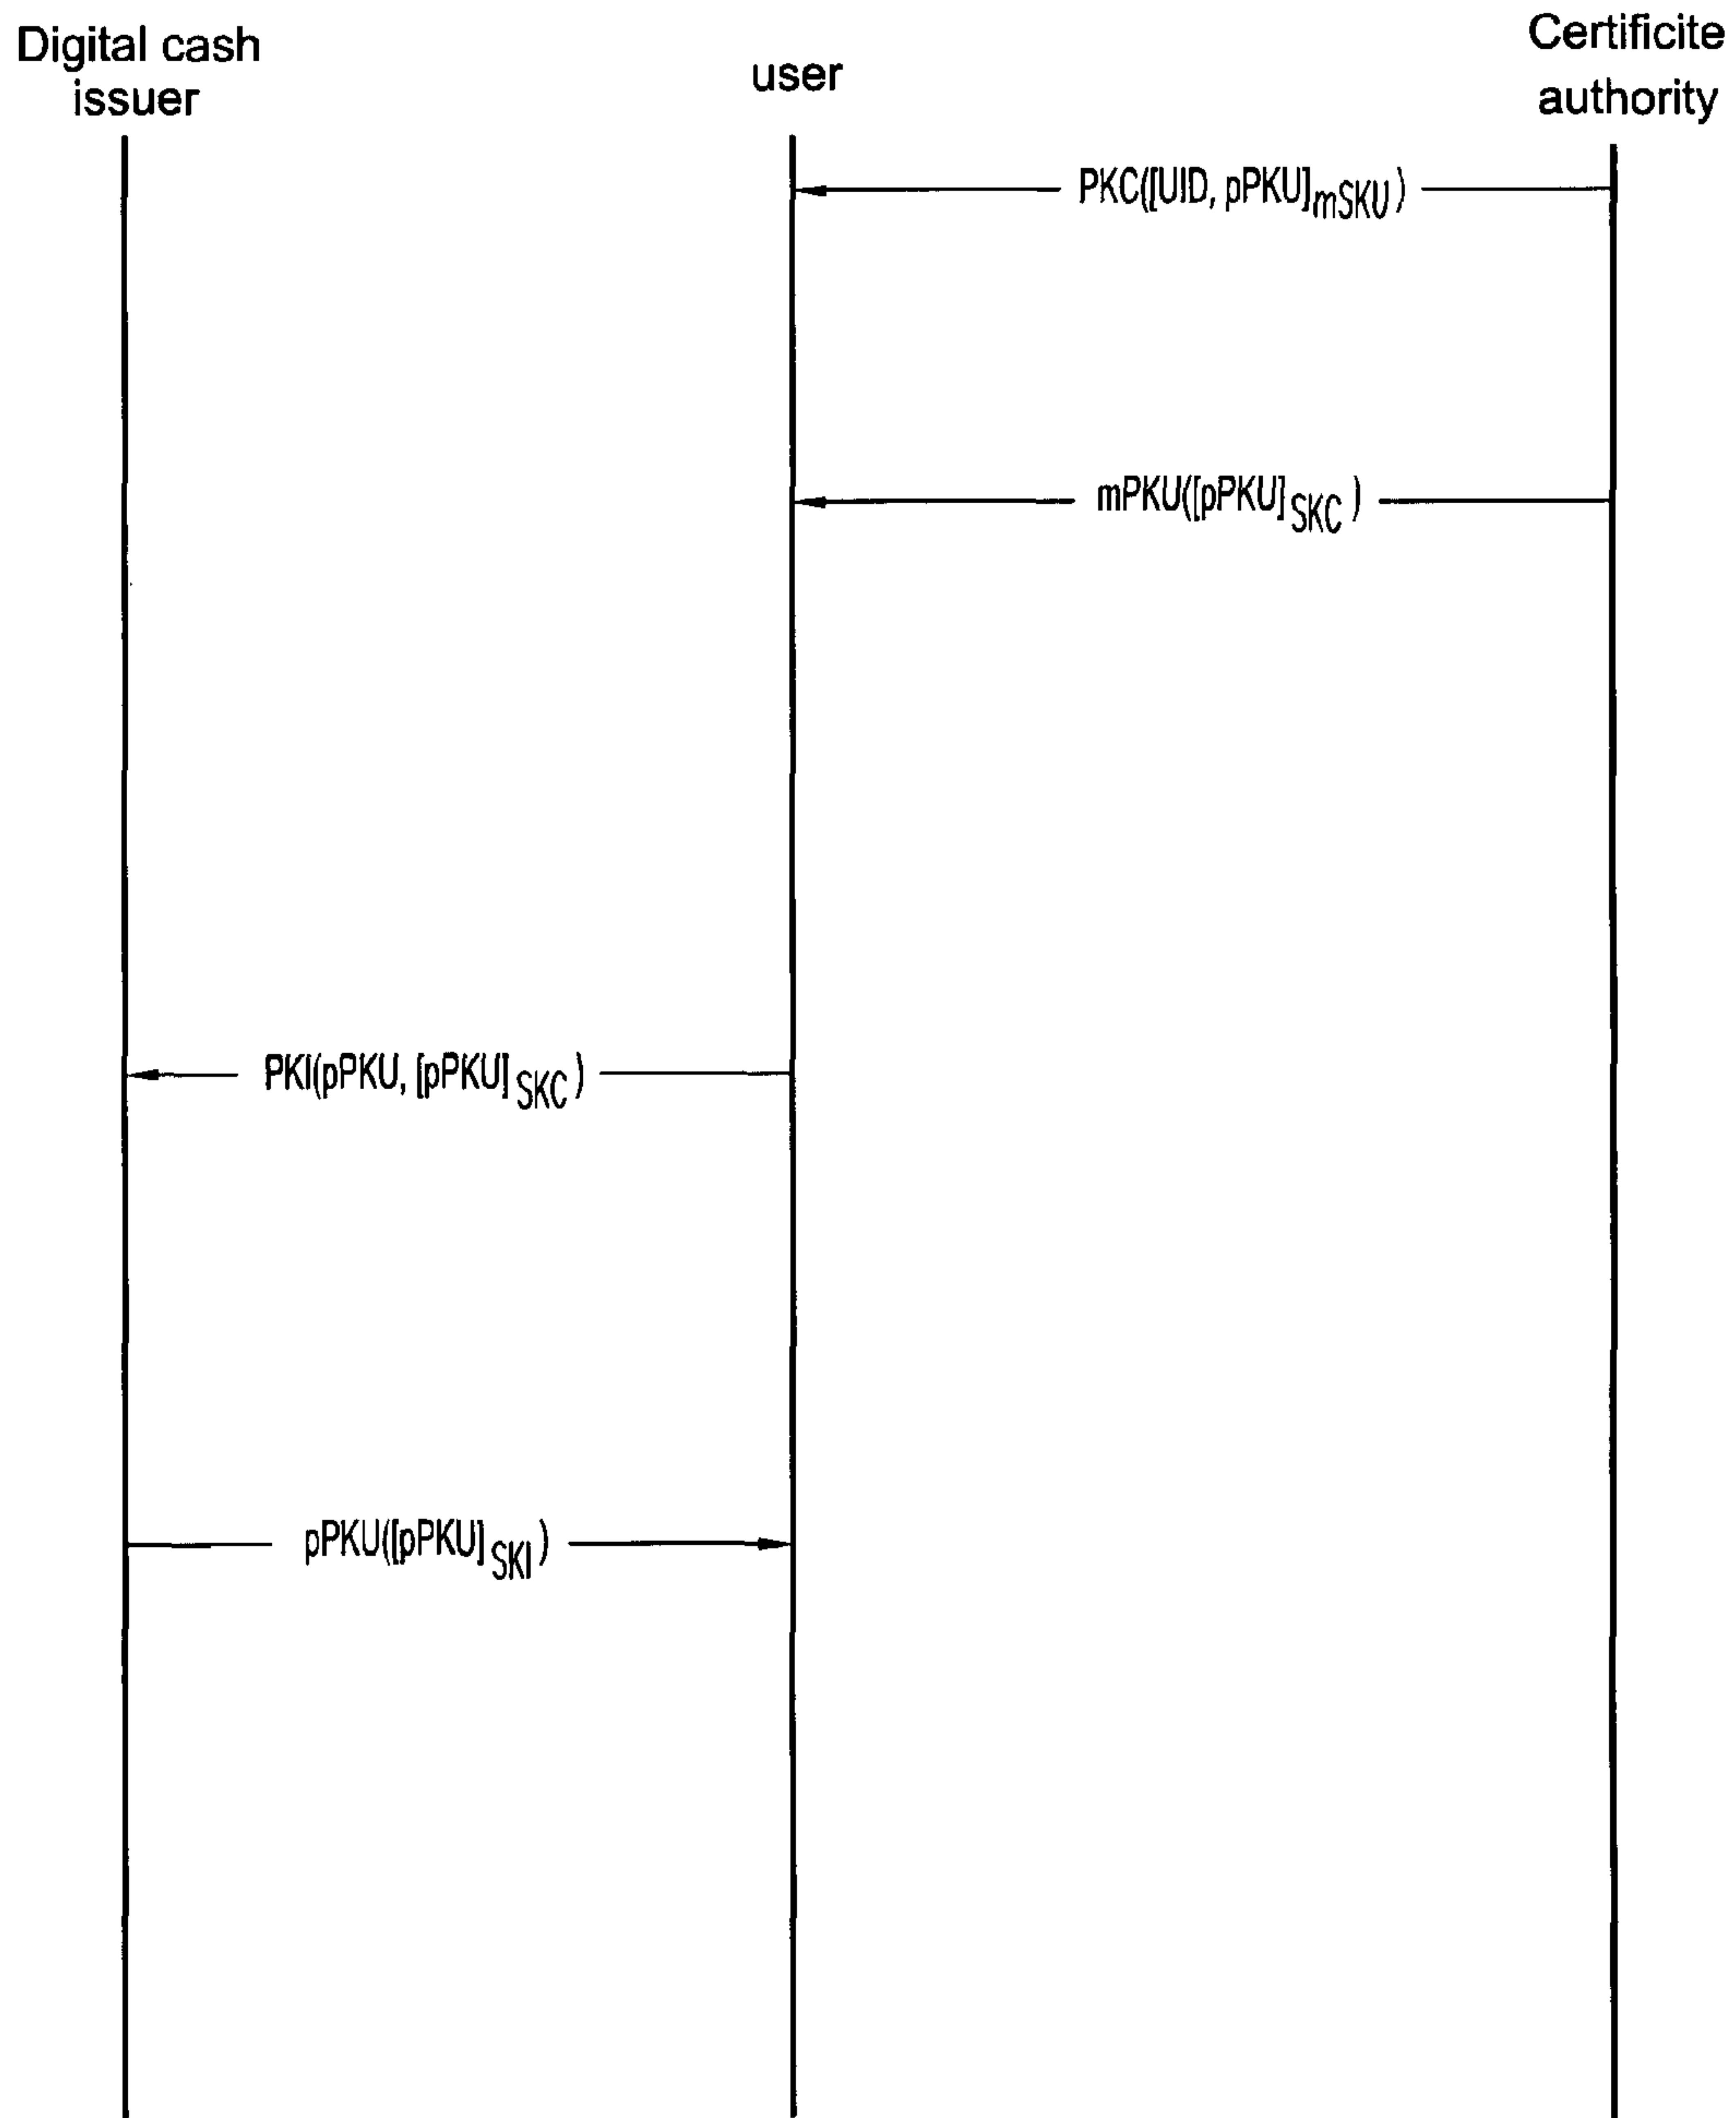 Digital cash
issuer
user
Certificite
authority
PKC([UID, pPKU]mSKU)
mPKU([pPKU]SKC)
PKI(pPKU, [pPKU]SKC)
pPKU([pPKU]SKI)